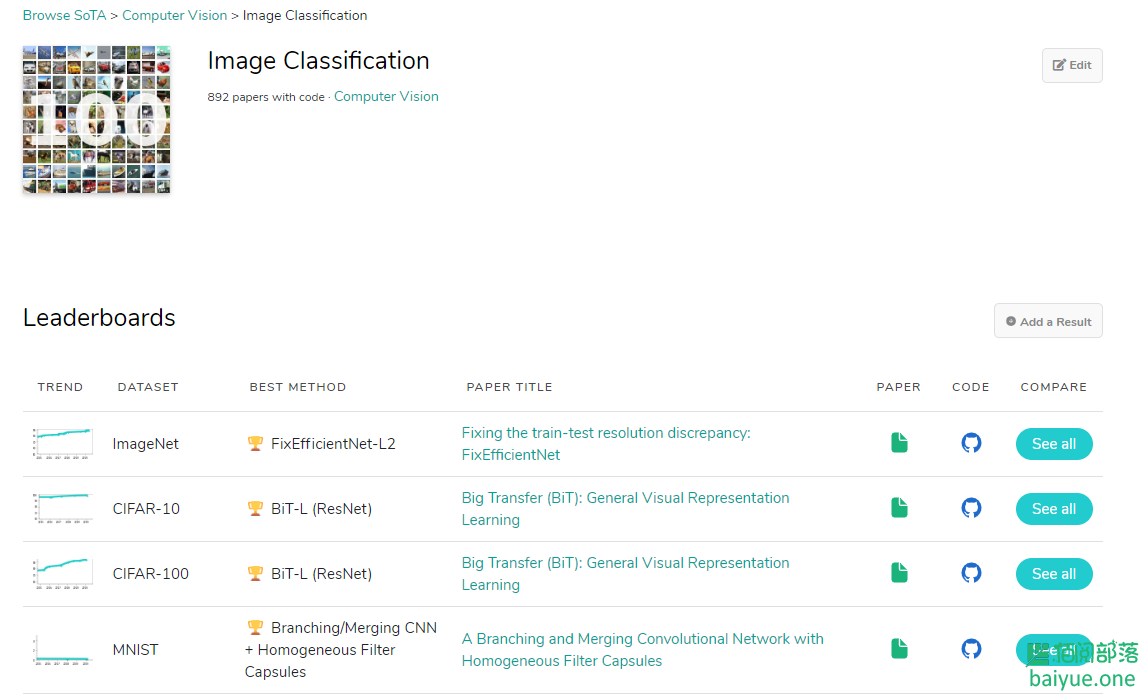 Browse SoTA > Computer Vision > Image Classification
100
Image Classification
Edit
892 papers with code · Computer Vision
Leaderboards
Add a Result
TREND DATASET BEST METHOD PAPER TITLE PAPER CODE COMPARE
ImageNet
FixEfficientNet-L2
Fixing the train-test resolution discrepancy:
FixEfficientNet
See all
CIFAR-10
BiT-L (ResNet)
Big Transfer (BiT): General Visual Representation
Learning
See all
CIFAR-100
BiT-L (ResNet)
Big Transfer (BiT): General Visual Representation
Learning
See all
MNIST
Branching/Merging CNN
+ Homogeneous Filter
Capsules
A Branching and Merging Convolutional Network with
Homogeneous Filter Capsules
See all
部落
baiyue.one